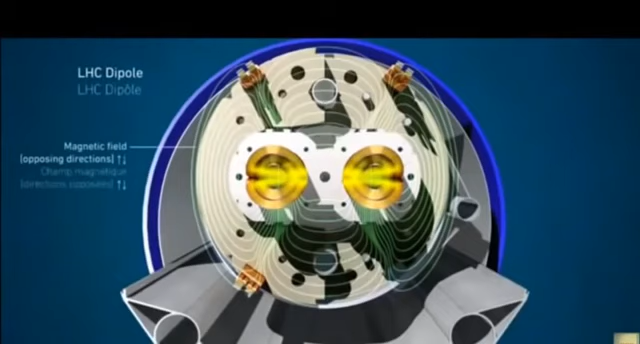 LHC Dipole
LHC Dipôle
Magnetic field
(opposing directions) ↑↓
Champ magnétique
(directions opposées) ↑↓